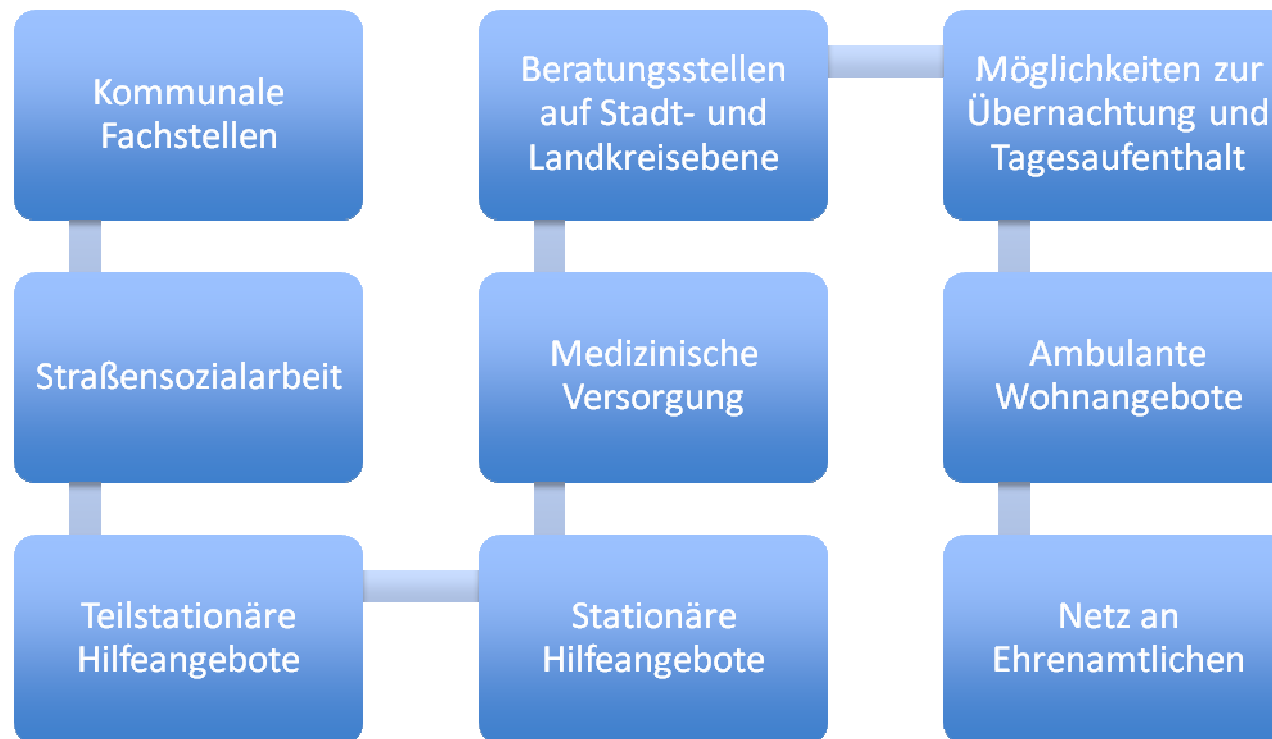 Kommunale
Fachstellen
Straßensozialarbeit
Teilstationäre
Hilfeangebote
Stationäre
Hilfeangebote
Medizinische
Versorgung
Beratungsstellen
auf Stadt- und
Landkreisebene
Möglichkeiten zur
Übernachtung und
Tagesaufenthalt
Ambulante
Wohnangebote
Netz an
Ehrenamtlichen